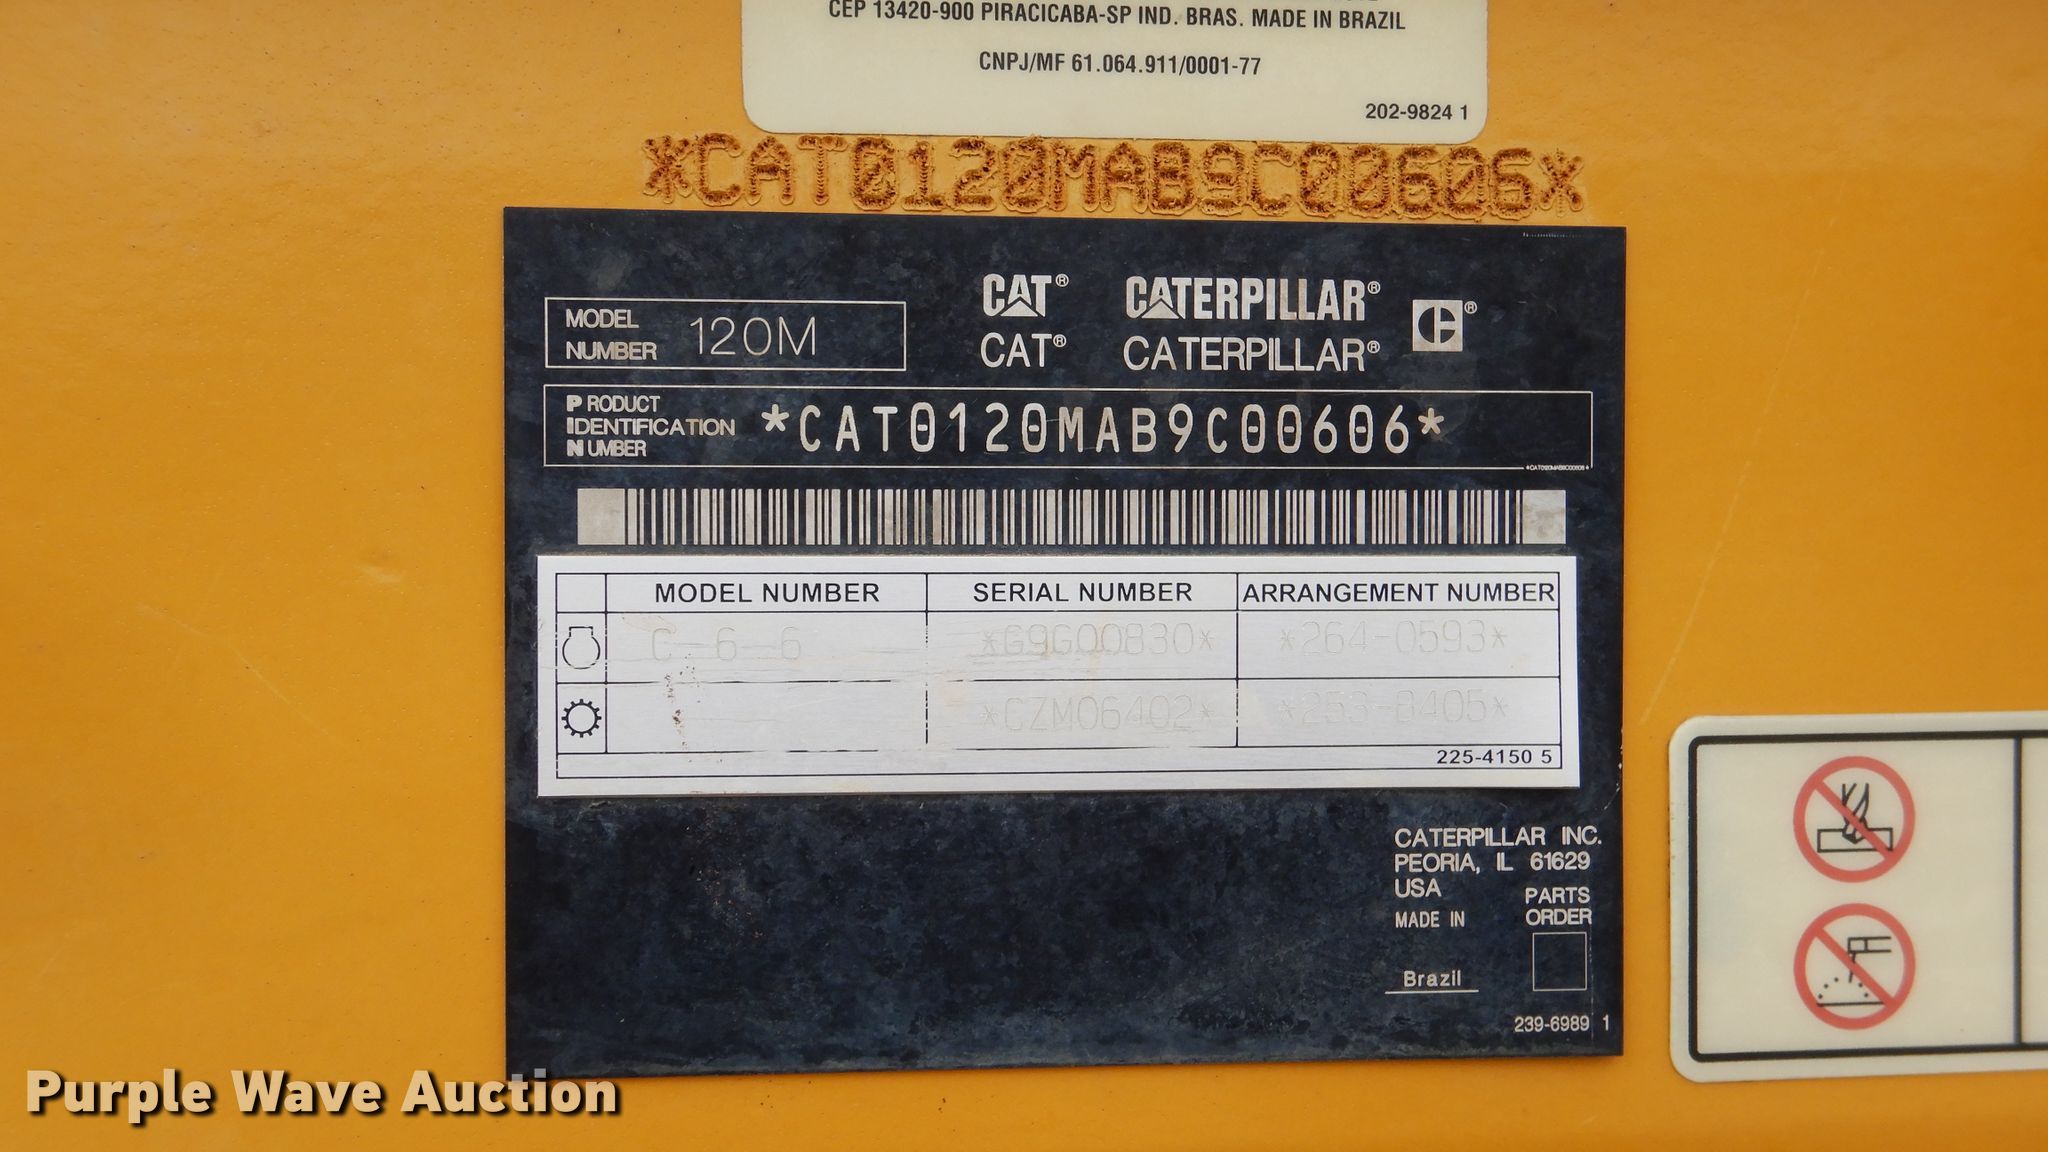 CEP 13420-900 PIRACICABA-SP IND. BRAS. MADE IN BRAZIL
CNPJ/MF 61.064.911/0001-77
202-9824 1
*CAT0120MAB9C00606*
MODEL NUMBER 120M
CAT® CATERPILLAR® ®
CAT® CATERPILLAR®
PRODUCT IDENTIFICATION NUMBER *CAT0120MAB9C00606*
*CAT0120MAB9C00606*
MODEL NUMBER SERIAL NUMBER ARRANGEMENT NUMBER
C-6-6 *G9G00830* *264-0593*
*CZM06402* *253-8405*
225-4150 5
CATERPILLAR INC.
PEORIA, IL 61629
USA
PARTS ORDER
MADE IN
Brazil
239-6989 1
Purple Wave Auction